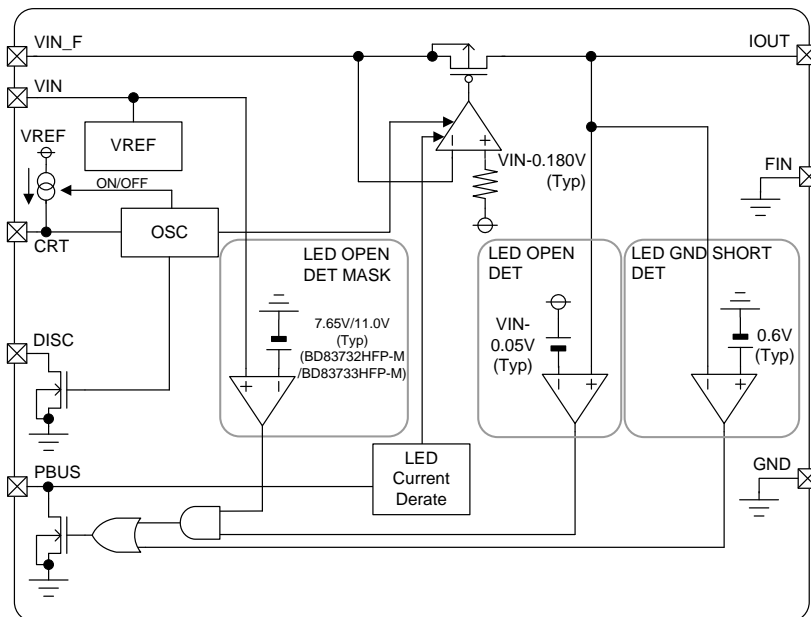 VIN_F
IOUT
VIN
VREF
VREF
VIN-0.180V
(Typ)
FIN
ON/OFF
OSC
CRT
LED OPEN
DET MASK
LED OPEN
DET
LED GND SHORT
DET
7.65V/11.0V
(Typ)
(BD83732HFP-M
/BD83733HFP-M)
VIN-
0.05V
(Typ)
0.6V
(Typ)
DISC
+
-
+
-
-
+
-
+
LED
Current
Derate
PBUS
GND